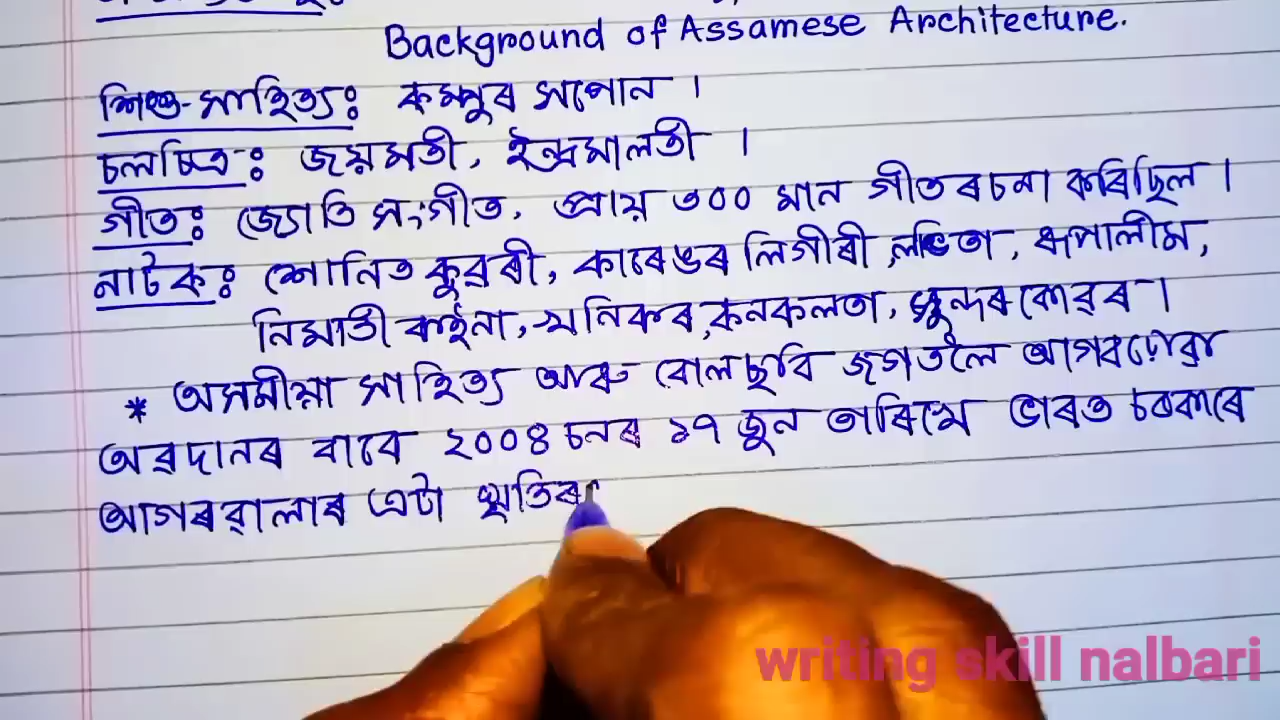 Background of Assamese Architecture.
শিশু-সাহিত্যঃ কম্পুৰ সপোন ।
চলচিত্ৰঃ জয়মতী, ইন্দ্ৰমালতী ।
গীতঃ জ্যোতি সংগীত, প্ৰায় ৩০০ মান গীত ৰচনা কৰিছিল ।
নাটকঃ শোনিত কুৱৰী, কাৰেঙৰ লিগীৰী, লভিতা, ৰূপালীম,
নিমাতী কইনা, খনিকৰ, কনকলতা, সুন্দৰ কোৱৰ ।
* অসমীয়া সাহিত্য আৰু বোলছবি জগতলৈ আগবঢ়োৱা
অৱদানৰ বাবে ২০০৪ চনৰ ১৭ জুন তাৰিখে ভাৰত চৰকাৰে
আগৰৱালাৰ এটা স্মৃতিৰ
writing skill nalbari